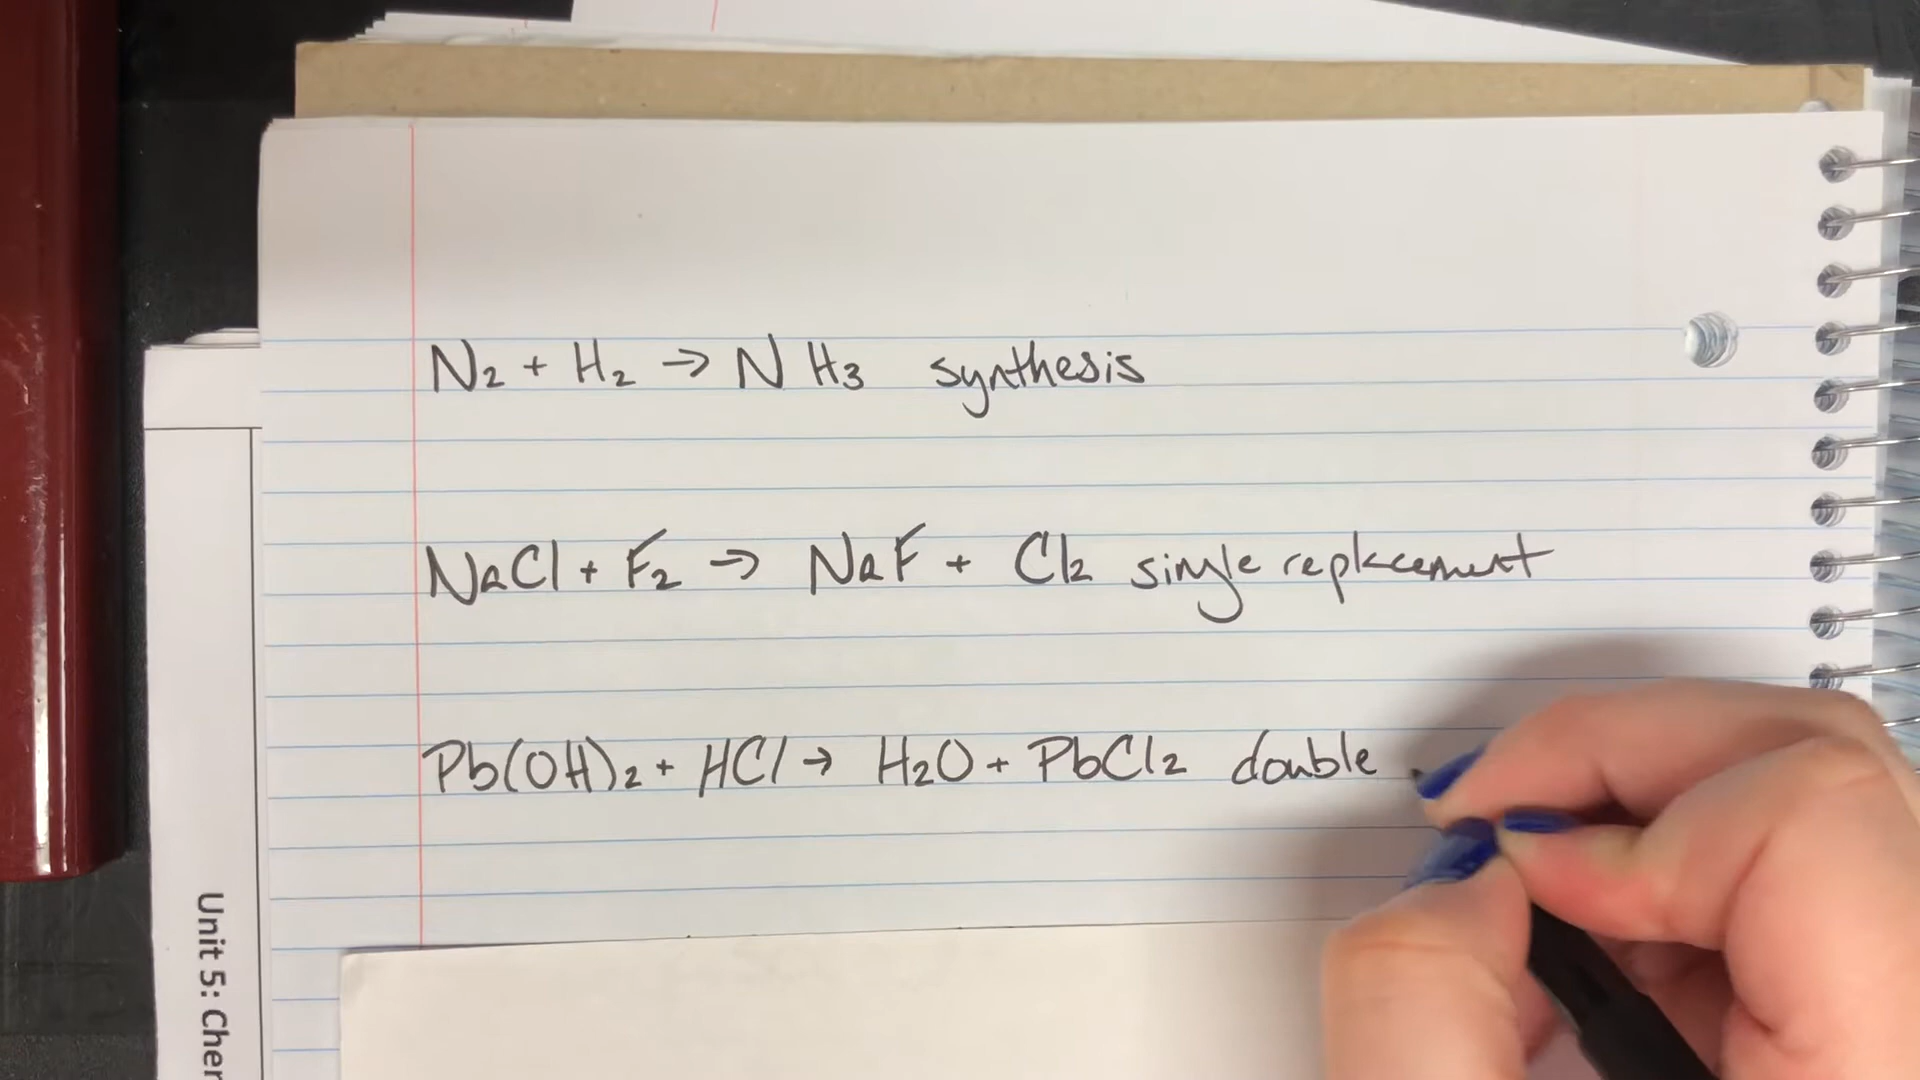 N₂ + H₂ → NH₃ synthesis
NaCl + F₂ → NaF + Cl₂ single replacement
Pb(OH)₂ + HCl → H₂O + PbCl₂ double
Unit 5: Cher